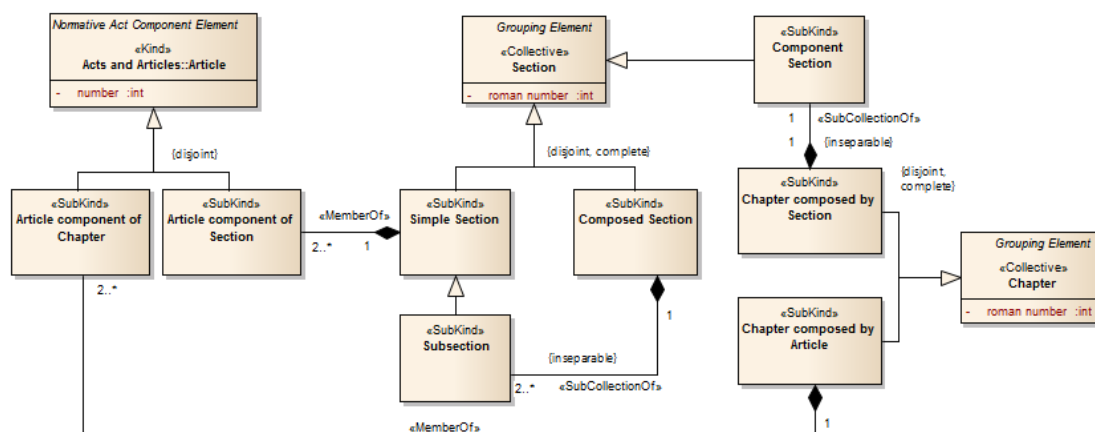 Normative Act Component Element
«Kind»
Acts and Articles::Article
- number :int
Grouping Element
«Collective»
Section
- roman number :int
«SubKind»
Component
Section
1
«SubCollectionOf»
1
{inseparable}
{disjoint}
{disjoint, complete}
{disjoint,
complete}
«SubKind»
Article component of
Chapter
«SubKind»
Article component of
Section
«MemberOf»
2..*
1
«SubKind»
Simple Section
«SubKind»
Composed Section
«SubKind»
Chapter composed by
Section
Grouping Element
«Collective»
Chapter
- roman number :int
2..*
«SubKind»
Subsection
1
{inseparable}
2..*
«SubCollectionOf»
«SubKind»
Chapter composed by
Article
«MemberOf»
1